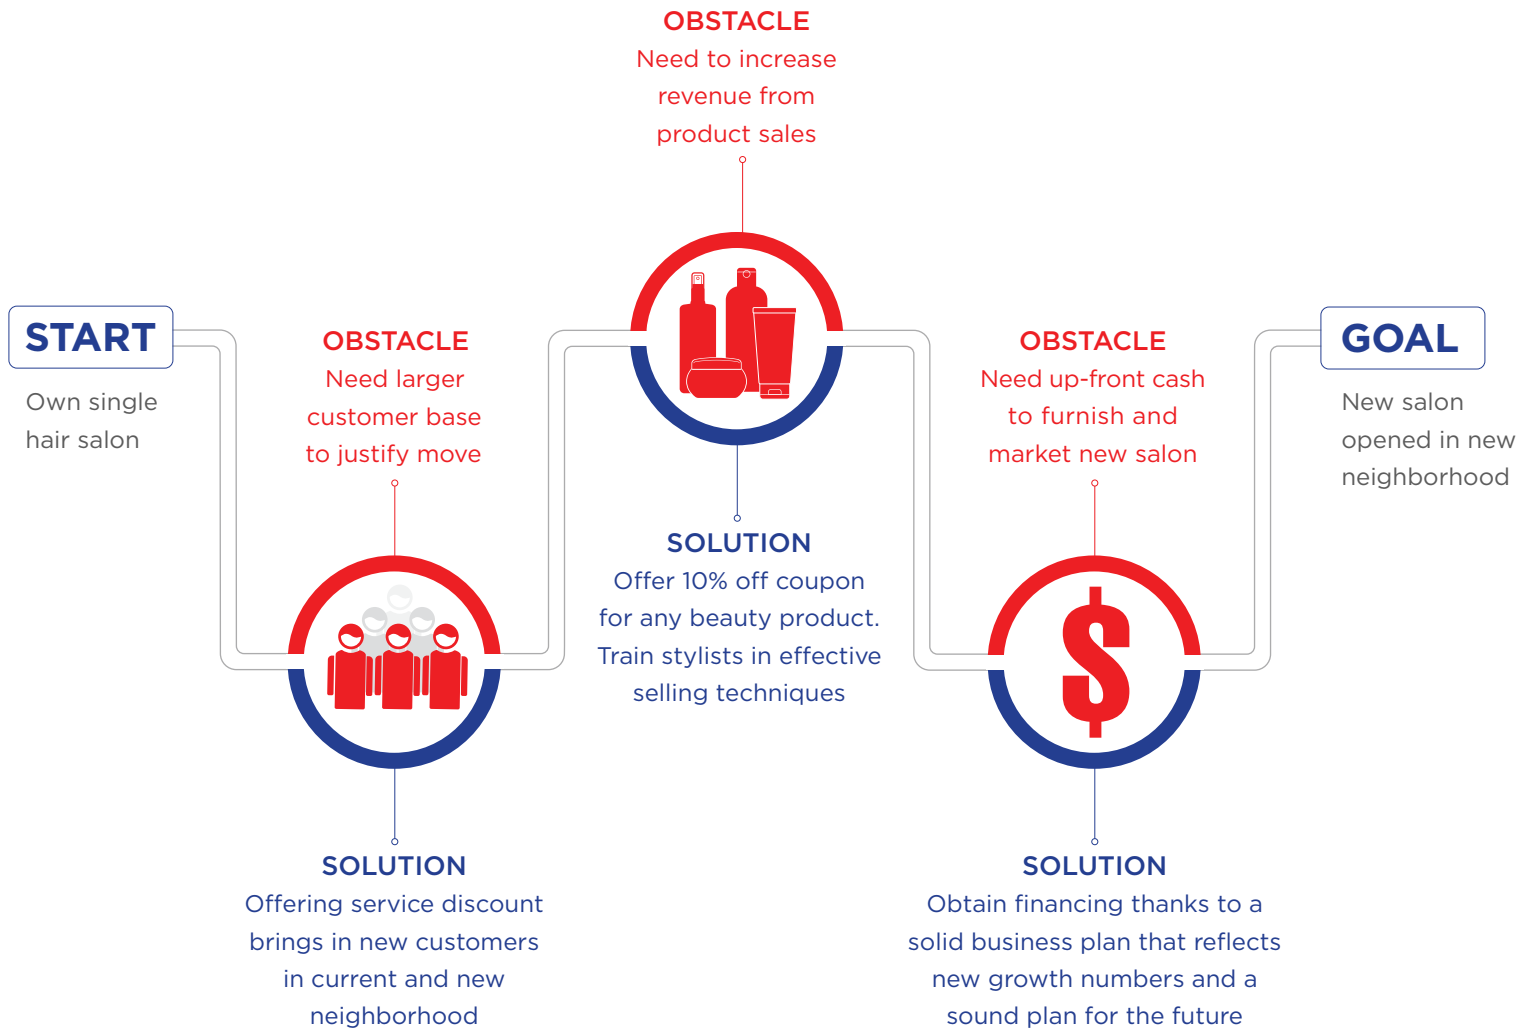 START
Own single
hair salon
OBSTACLE
Need larger
customer base
to justify move
SOLUTION
Offering service discount
brings in new customers
in current and new
neighborhood
OBSTACLE
Need to increase
revenue from
product sales
SOLUTION
Offer 10% off coupon
for any beauty product.
Train stylists in effective
selling techniques
OBSTACLE
Need up-front cash
to furnish and
market new salon
$
SOLUTION
Obtain financing thanks to a
solid business plan that reflects
new growth numbers and a
sound plan for the future
GOAL
New salon
opened in new
neighborhood